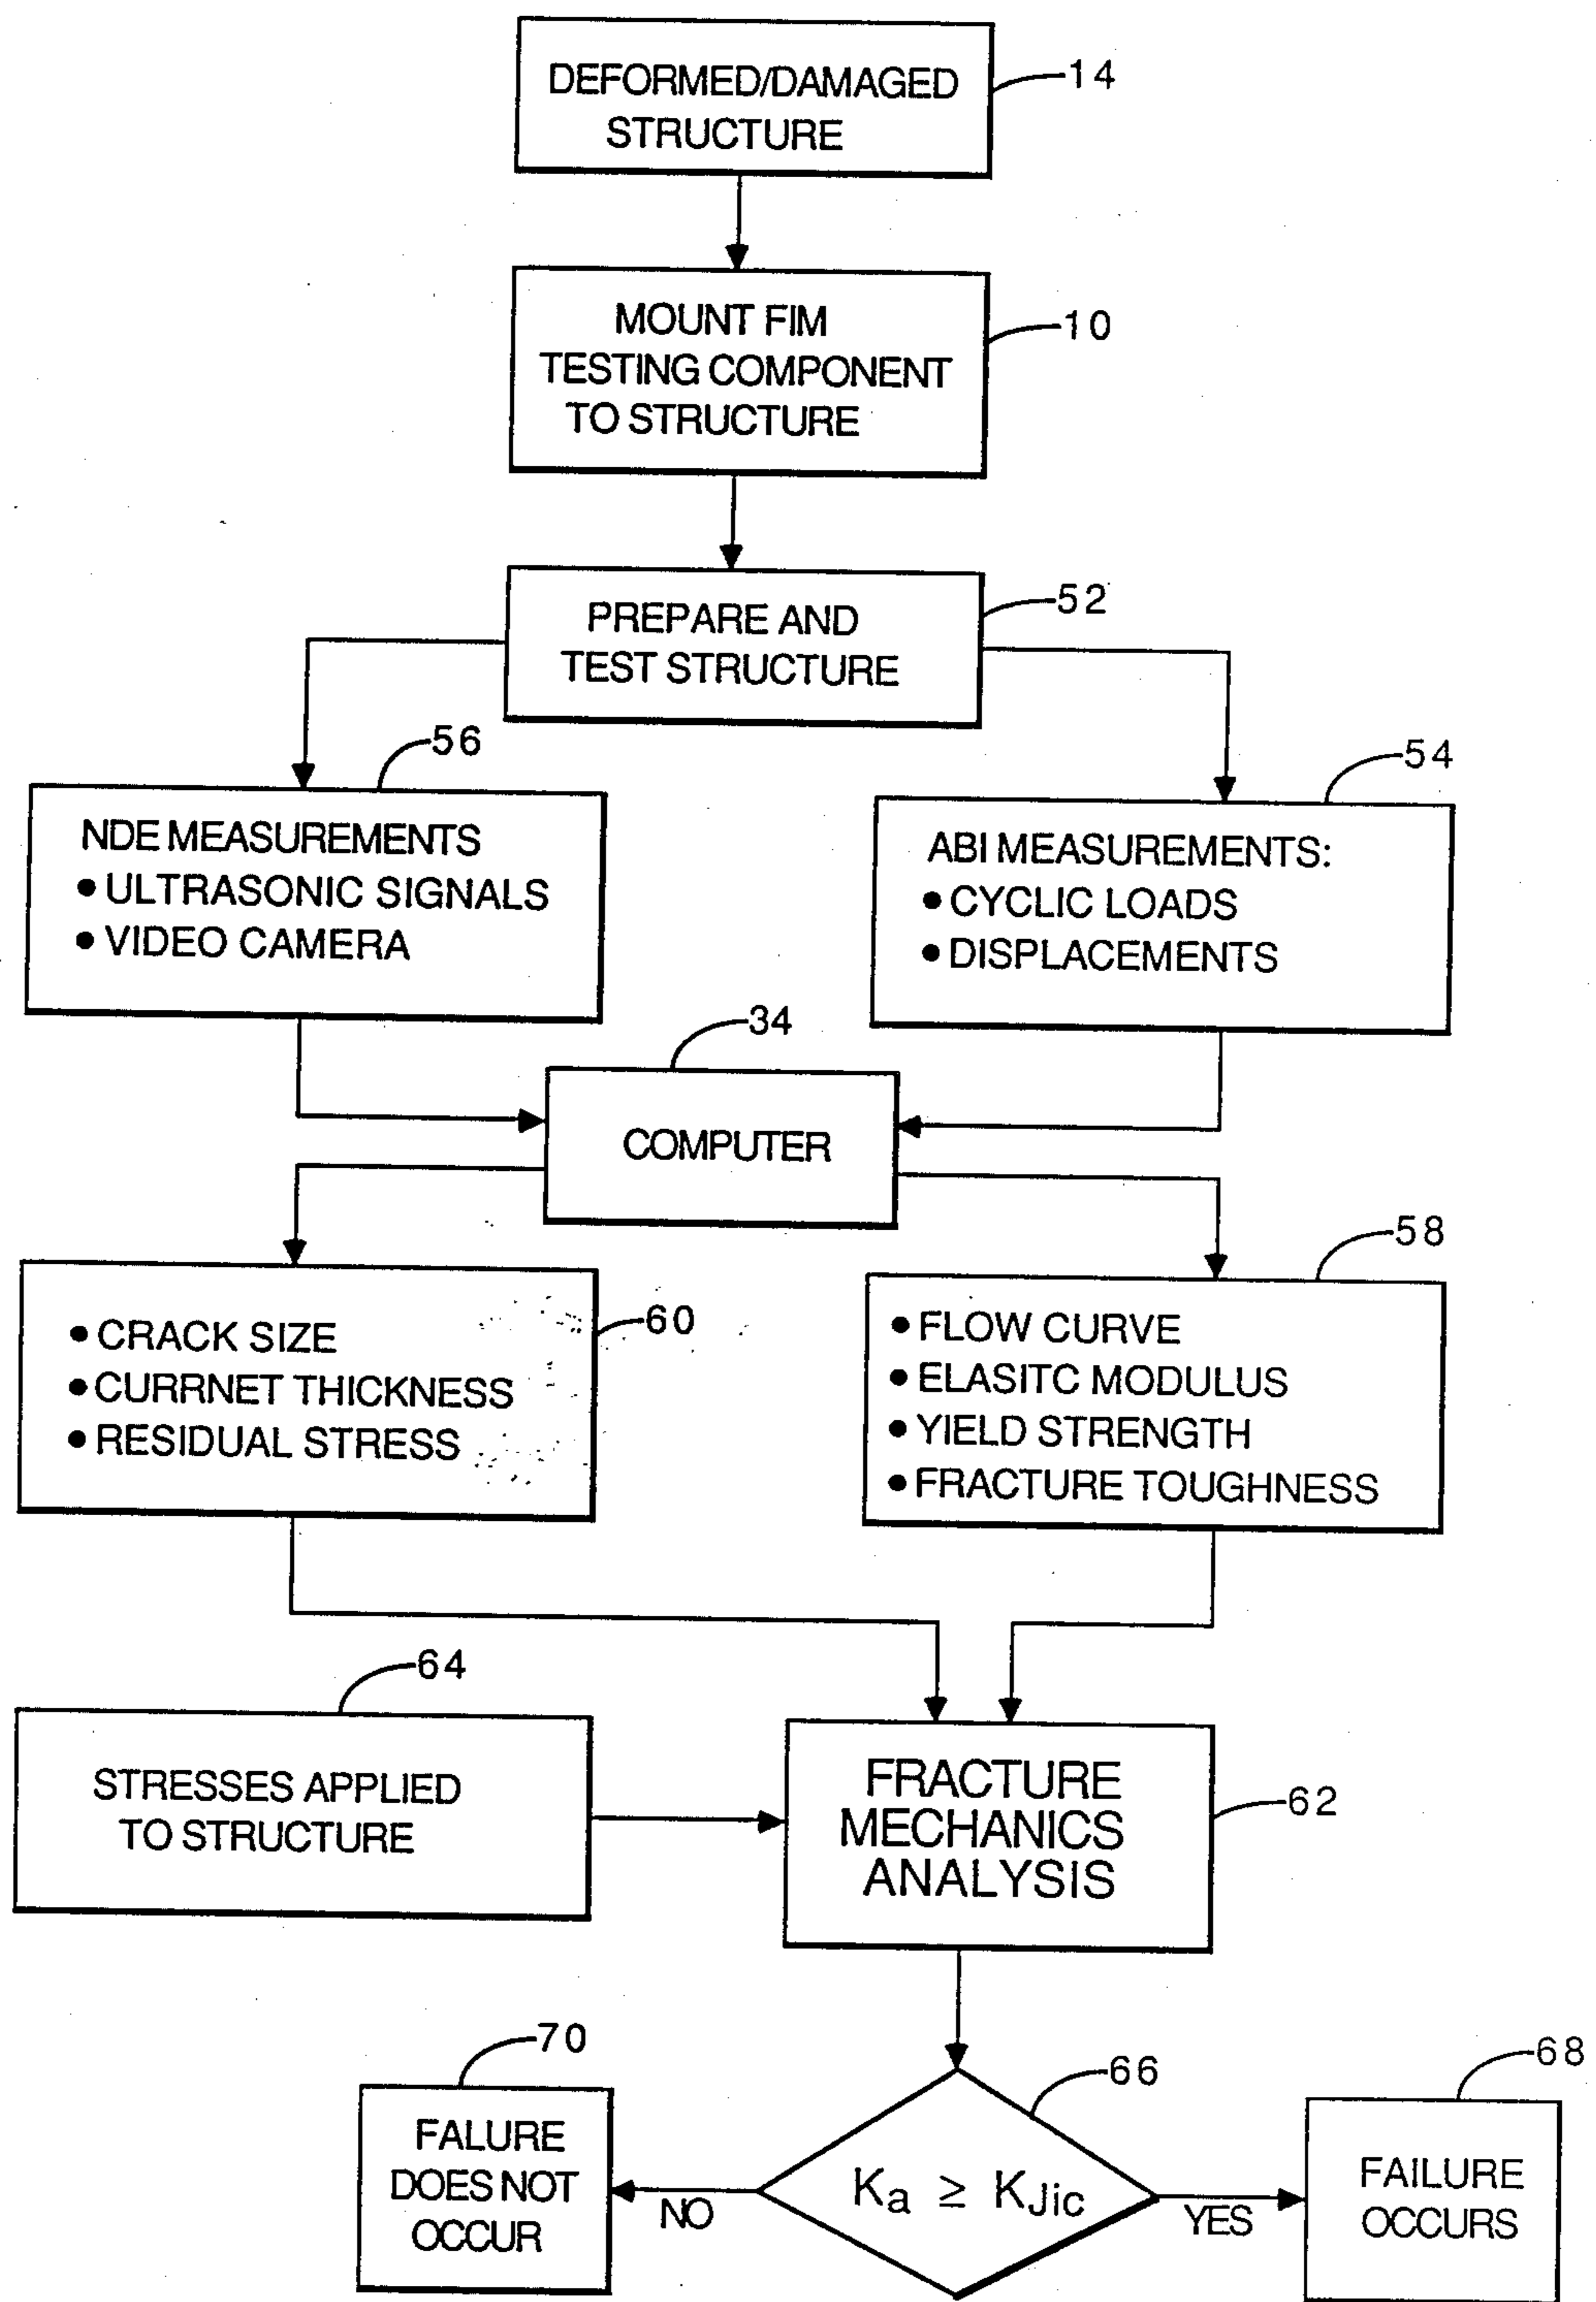 DEFORMED/DAMAGED
STRUCTURE
14
MOUNT FIM
TESTING COMPONENT
TO STRUCTURE
10
PREPARE AND
TEST STRUCTURE
52
56
NDE MEASUREMENTS
• ULTRASONIC SIGNALS
• VIDEO CAMERA
54
ABI MEASUREMENTS:
• CYCLIC LOADS
• DISPLACEMENTS
34
COMPUTER
60
• CRACK SIZE
• CURRNET THICKNESS
• RESIDUAL STRESS
58
• FLOW CURVE
• ELASITC MODULUS
• YIELD STRENGTH
• FRACTURE TOUGHNESS
64
STRESSES APPLIED
TO STRUCTURE
FRACTURE
MECHANICS
ANALYSIS
62
70
FALURE
DOES NOT
OCCUR
NO
66
Ka ≥ KJic
YES
68
FAILURE
OCCURS